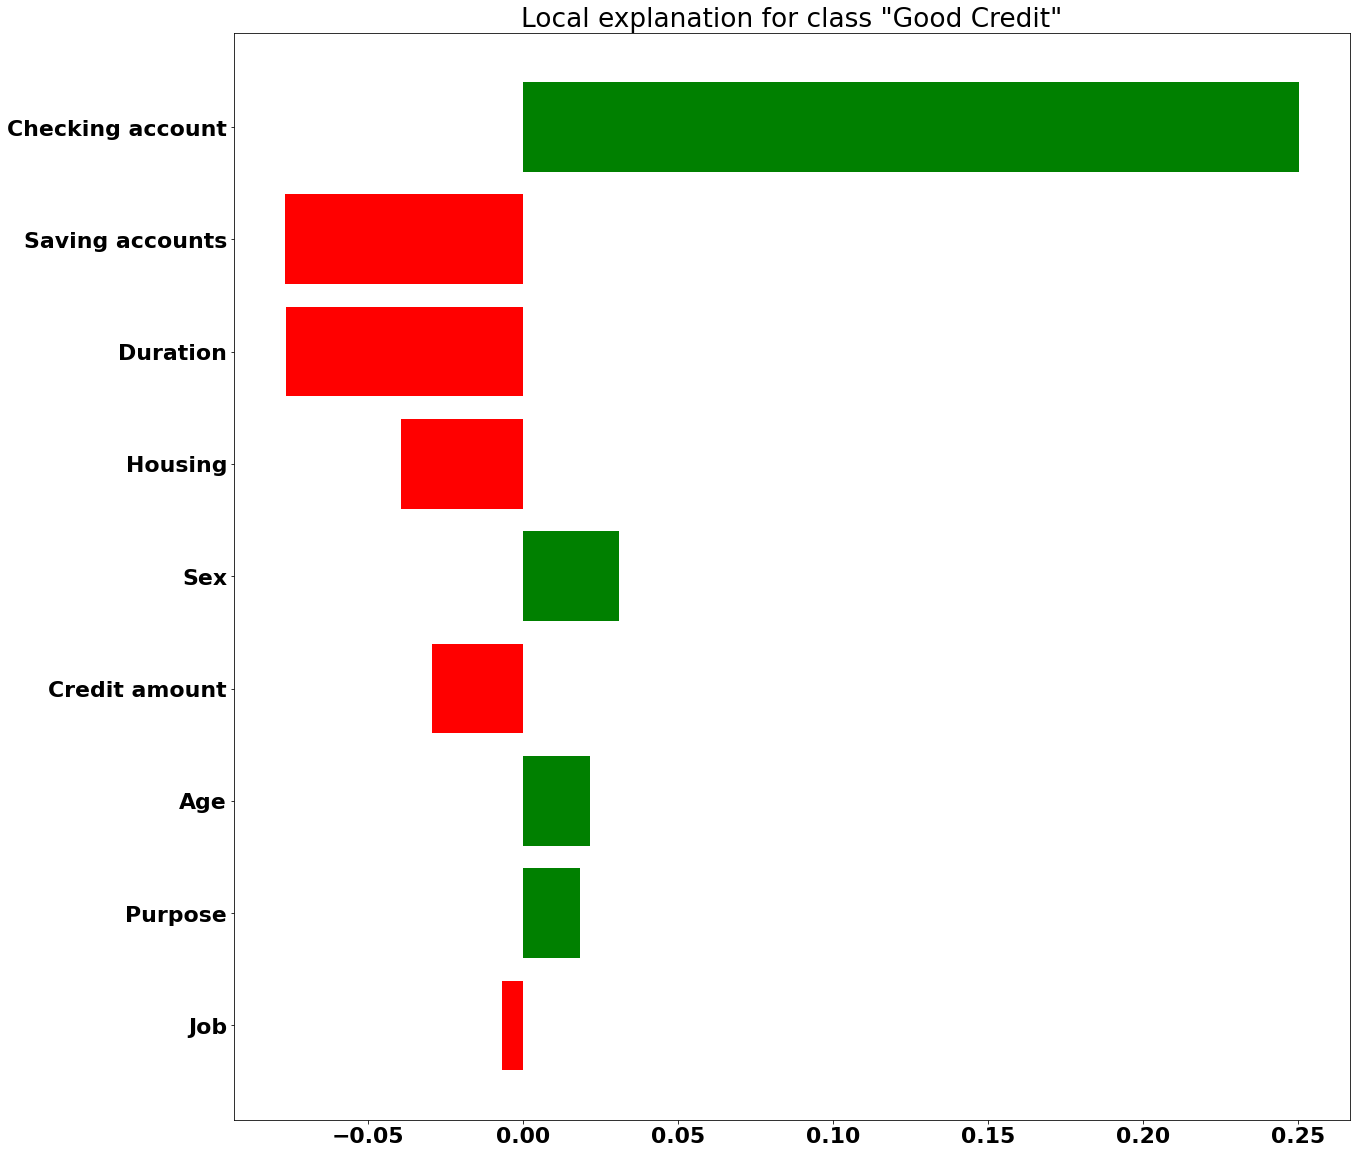 Local explanation for class "Good Credit"
Checking account
Saving accounts
Duration
Housing
Sex
Credit amount
Age
Purpose
Job
−0.05 0.00 0.05 0.10 0.15 0.20 0.25